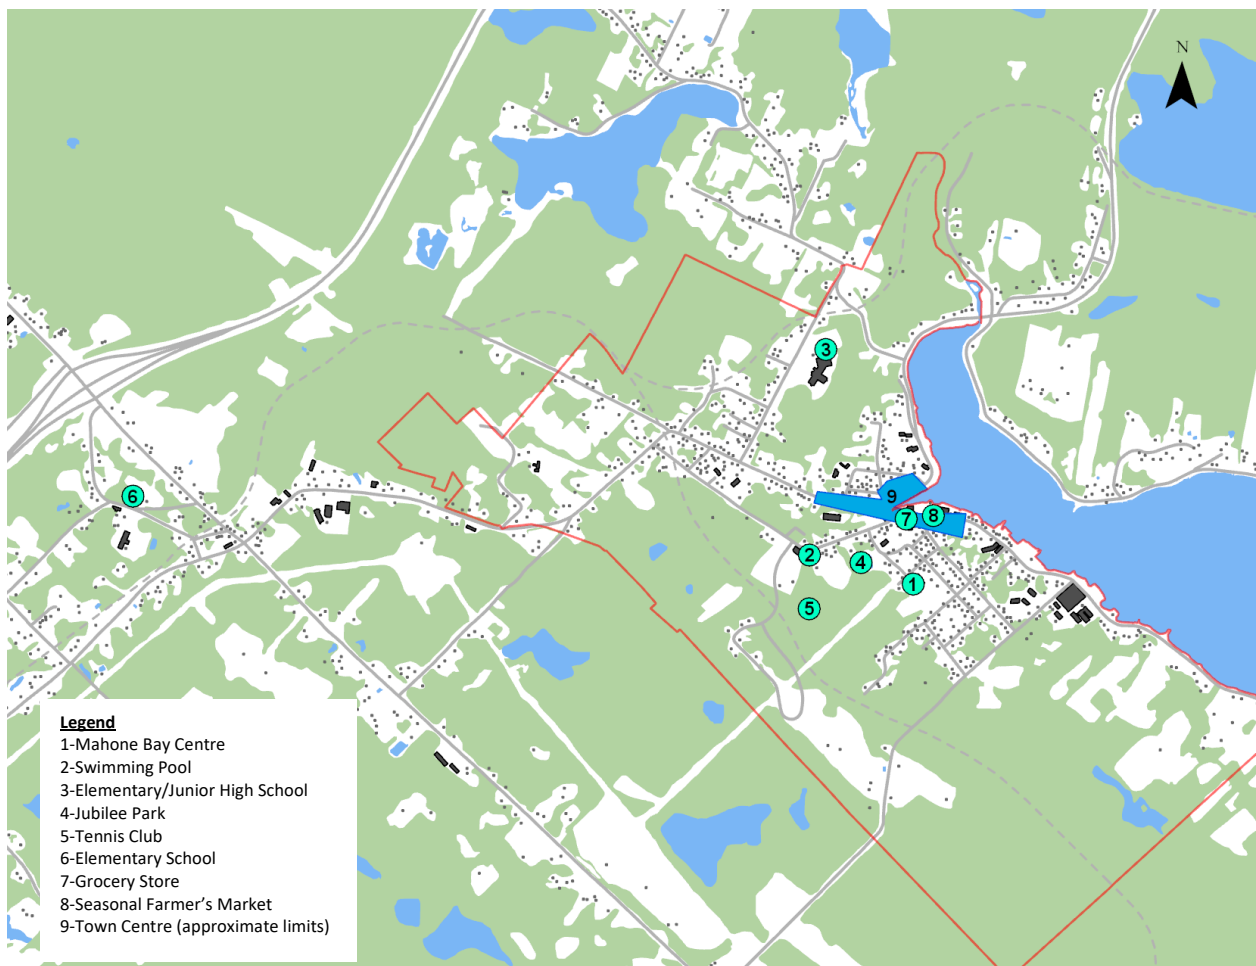 N
3
6
9
7
8
2
4
1
5
Legend
1-Mahone Bay Centre
2-Swimming Pool
3-Elementary/Junior High School
4-Jubilee Park
5-Tennis Club
6-Elementary School
7-Grocery Store
8-Seasonal Farmer’s Market
9-Town Centre (approximate limits)